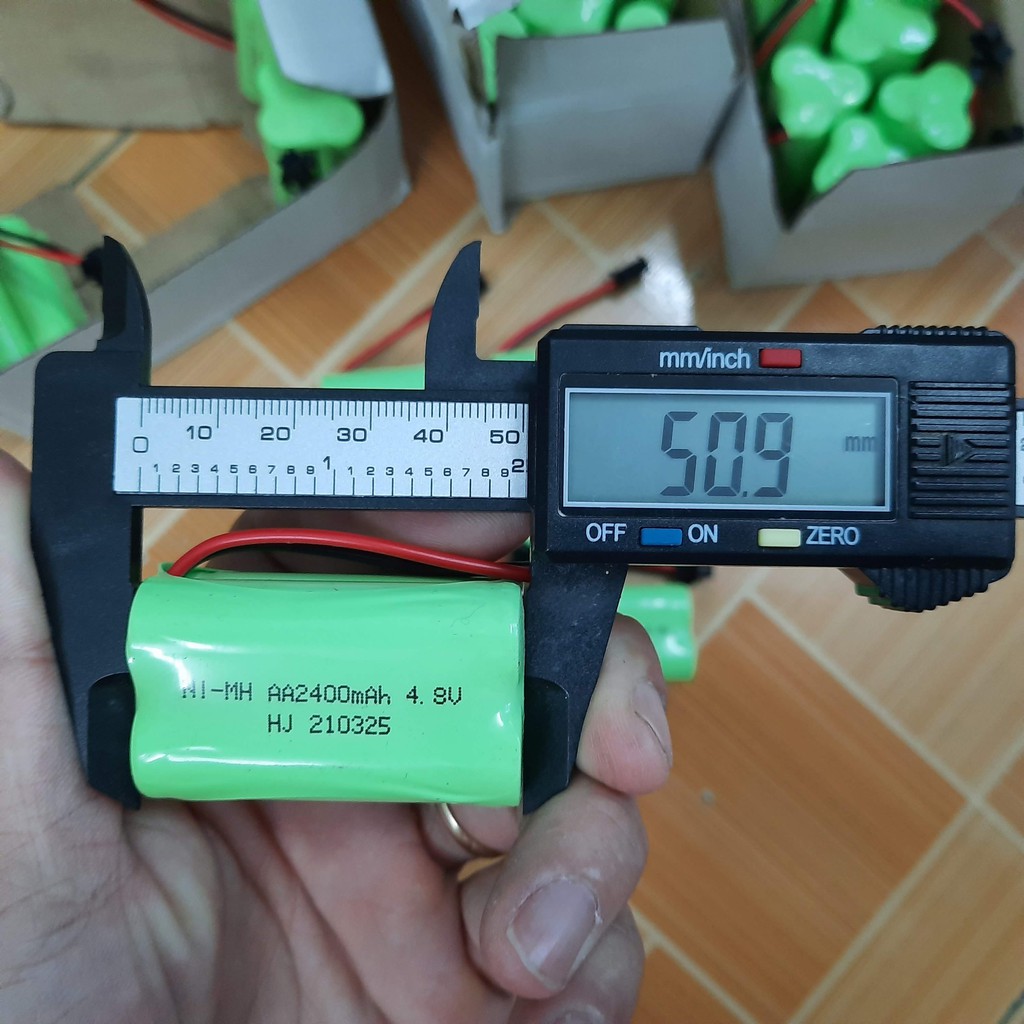 mm/inch
50.9 mm
OFF ON ZERO
0 10 20 30 40 50
1 2 3 4 5 6 7 8 9 1 1 2 3 4 5 6 7 8 9 2
NI-MH AA2400mAh 4.8V
HJ 210325